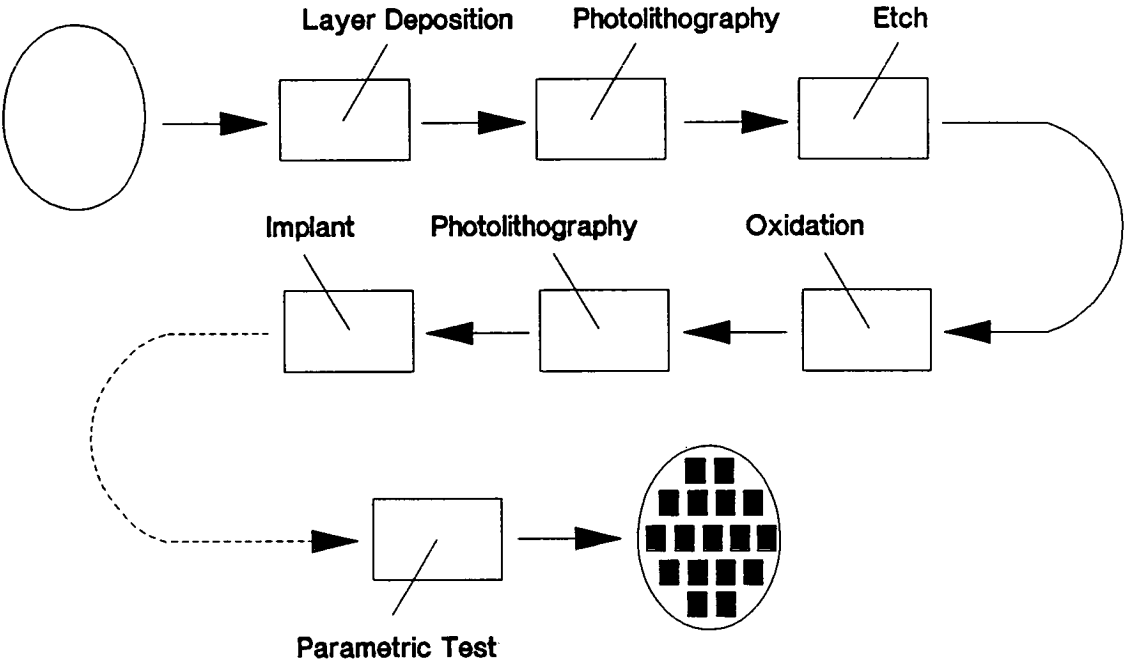 Layer Deposition
Photolithography
Etch
Implant
Photolithography
Oxidation
Parametric Test